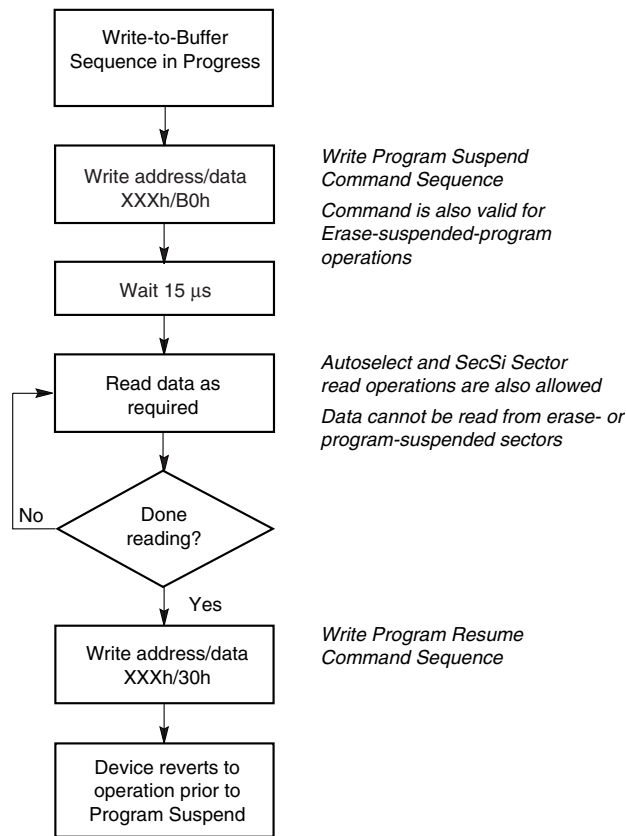 Write-to-Buffer
Sequence in Progress
Write address/data
XXXh/B0h
Write Program Suspend
Command Sequence
Command is also valid for
Erase-suspended-program
operations
Wait 15 μs
Read data as
required
Autoselect and SecSi Sector
read operations are also allowed
Data cannot be read from erase- or
program-suspended sectors
No
Done
reading?
Yes
Write address/data
XXXh/30h
Write Program Resume
Command Sequence
Device reverts to
operation prior to
Program Suspend